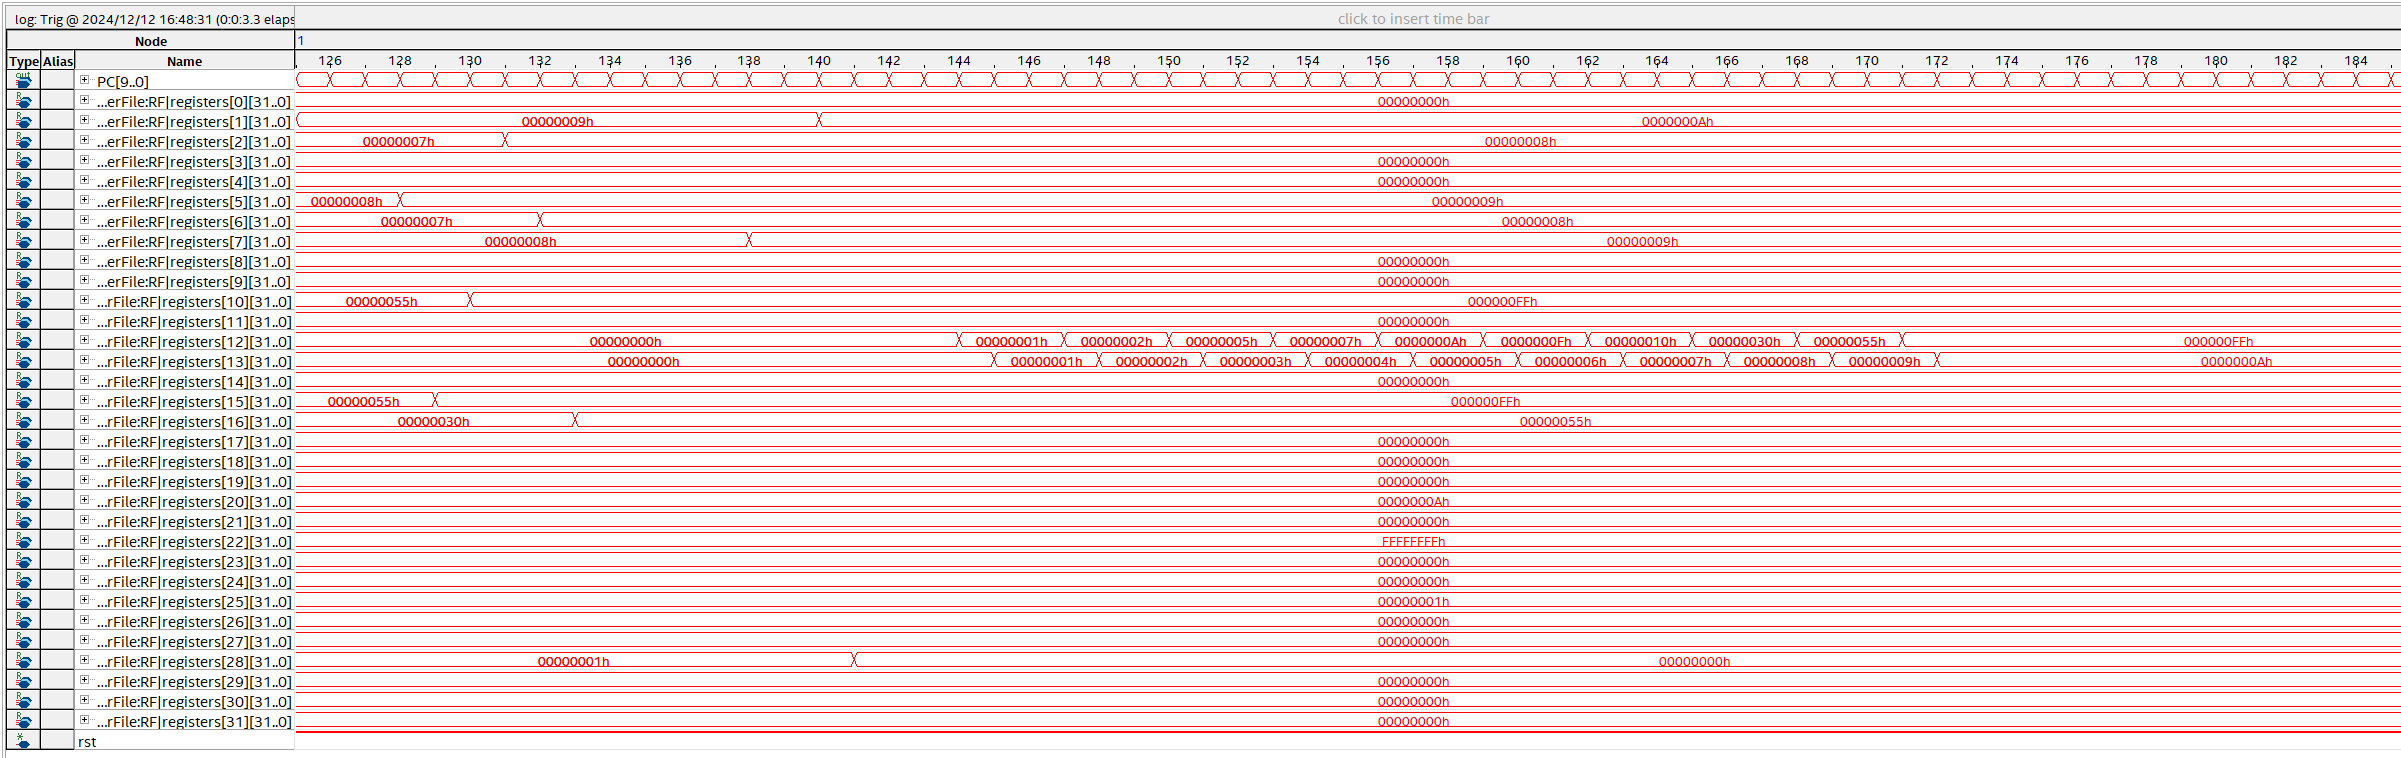 log: Trig @ 2024/12/12 16:48:31 (0:0:3.3 elaps click to insert time bar
Node 1
Type Alias Name 126 128 130 132 134 136 138 140 142 144 146 148 150 152 154 156 158 160 162 164 166 168 170 172 174 176 178 180 182 184
PC[9..0]
...erFile:RF|registers[0][31..0] 00000000h
...erFile:RF|registers[1][31..0] 00000009h 0000000Ah
...erFile:RF|registers[2][31..0] 00000007h 00000008h
...erFile:RF|registers[3][31..0] 00000000h
...erFile:RF|registers[4][31..0] 00000000h
...erFile:RF|registers[5][31..0] 00000008h 00000009h
...erFile:RF|registers[6][31..0] 00000007h 00000008h
...erFile:RF|registers[7][31..0] 00000008h 00000009h
...erFile:RF|registers[8][31..0] 00000000h
...erFile:RF|registers[9][31..0] 00000000h
...rFile:RF|registers[10][31..0] 00000055h 000000FFh
...rFile:RF|registers[11][31..0] 00000000h
...rFile:RF|registers[12][31..0] 00000000h 00000001h 00000002h 00000005h 00000007h 0000000Ah 0000000Fh 00000010h 00000030h 00000055h 000000FFh
...rFile:RF|registers[13][31..0] 00000000h 00000001h 00000002h 00000003h 00000004h 00000005h 00000006h 00000007h 00000008h 00000009h 0000000Ah
...rFile:RF|registers[14][31..0] 00000000h
...rFile:RF|registers[15][31..0] 00000055h 000000FFh
...rFile:RF|registers[16][31..0] 00000030h 00000055h
...rFile:RF|registers[17][31..0] 00000000h
...rFile:RF|registers[18][31..0] 00000000h
...rFile:RF|registers[19][31..0] 00000000h
...rFile:RF|registers[20][31..0] 0000000Ah
...rFile:RF|registers[21][31..0] 00000000h
...rFile:RF|registers[22][31..0] FFFFFFFFh
...rFile:RF|registers[23][31..0] 00000000h
...rFile:RF|registers[24][31..0] 00000000h
...rFile:RF|registers[25][31..0] 00000001h
...rFile:RF|registers[26][31..0] 00000000h
...rFile:RF|registers[27][31..0] 00000000h
...rFile:RF|registers[28][31..0] 00000001h 00000000h
...rFile:RF|registers[29][31..0] 00000000h
...rFile:RF|registers[30][31..0] 00000000h
...rFile:RF|registers[31][31..0] 00000000h
rst